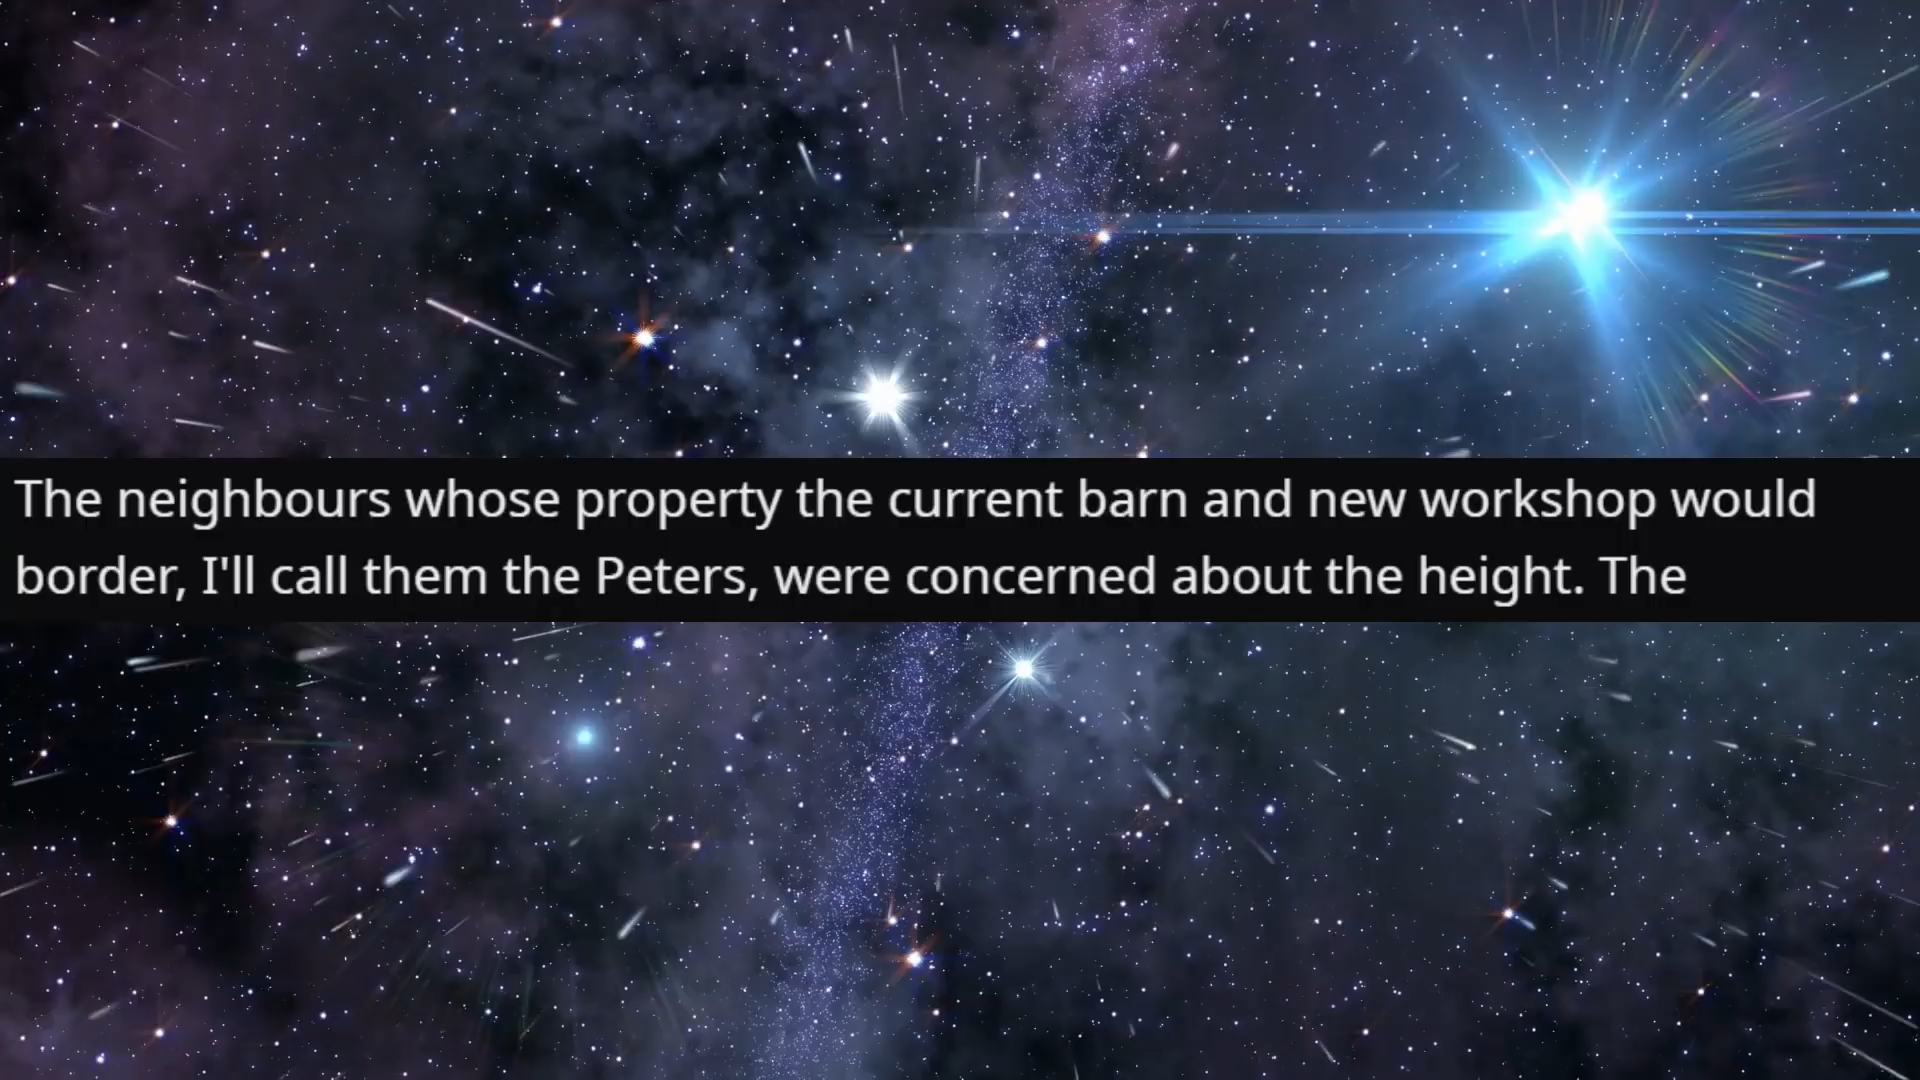 The neighbours whose property the current barn and new workshop would
border, I'll call them the Peters, were concerned about the height. The